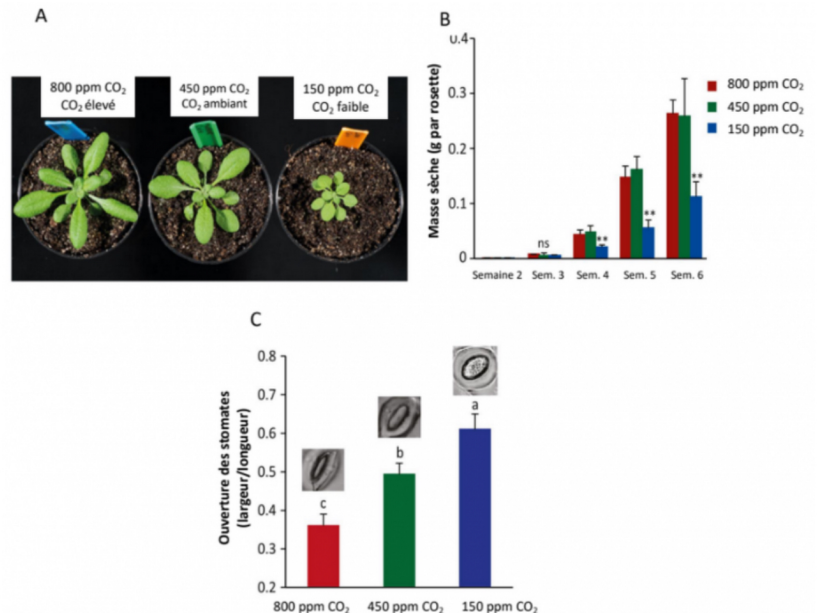 A
800 ppm CO₂
CO₂ élevé
450 ppm CO₂
CO₂ ambiant
150 ppm CO₂
CO₂ faible
B
Masse sèche (g par rosette)
0.4
0.3
0.2
0.1
0
ns
**
**
**
Semaine 2
Sem. 3
Sem. 4
Sem. 5
Sem. 6
800 ppm CO₂
450 ppm CO₂
150 ppm CO₂
C
Ouverture des stomates
(largeur/longueur)
0.8
0.7
0.6
0.5
0.4
0.3
0.2
c
b
a
800 ppm CO₂
450 ppm CO₂
150 ppm CO₂